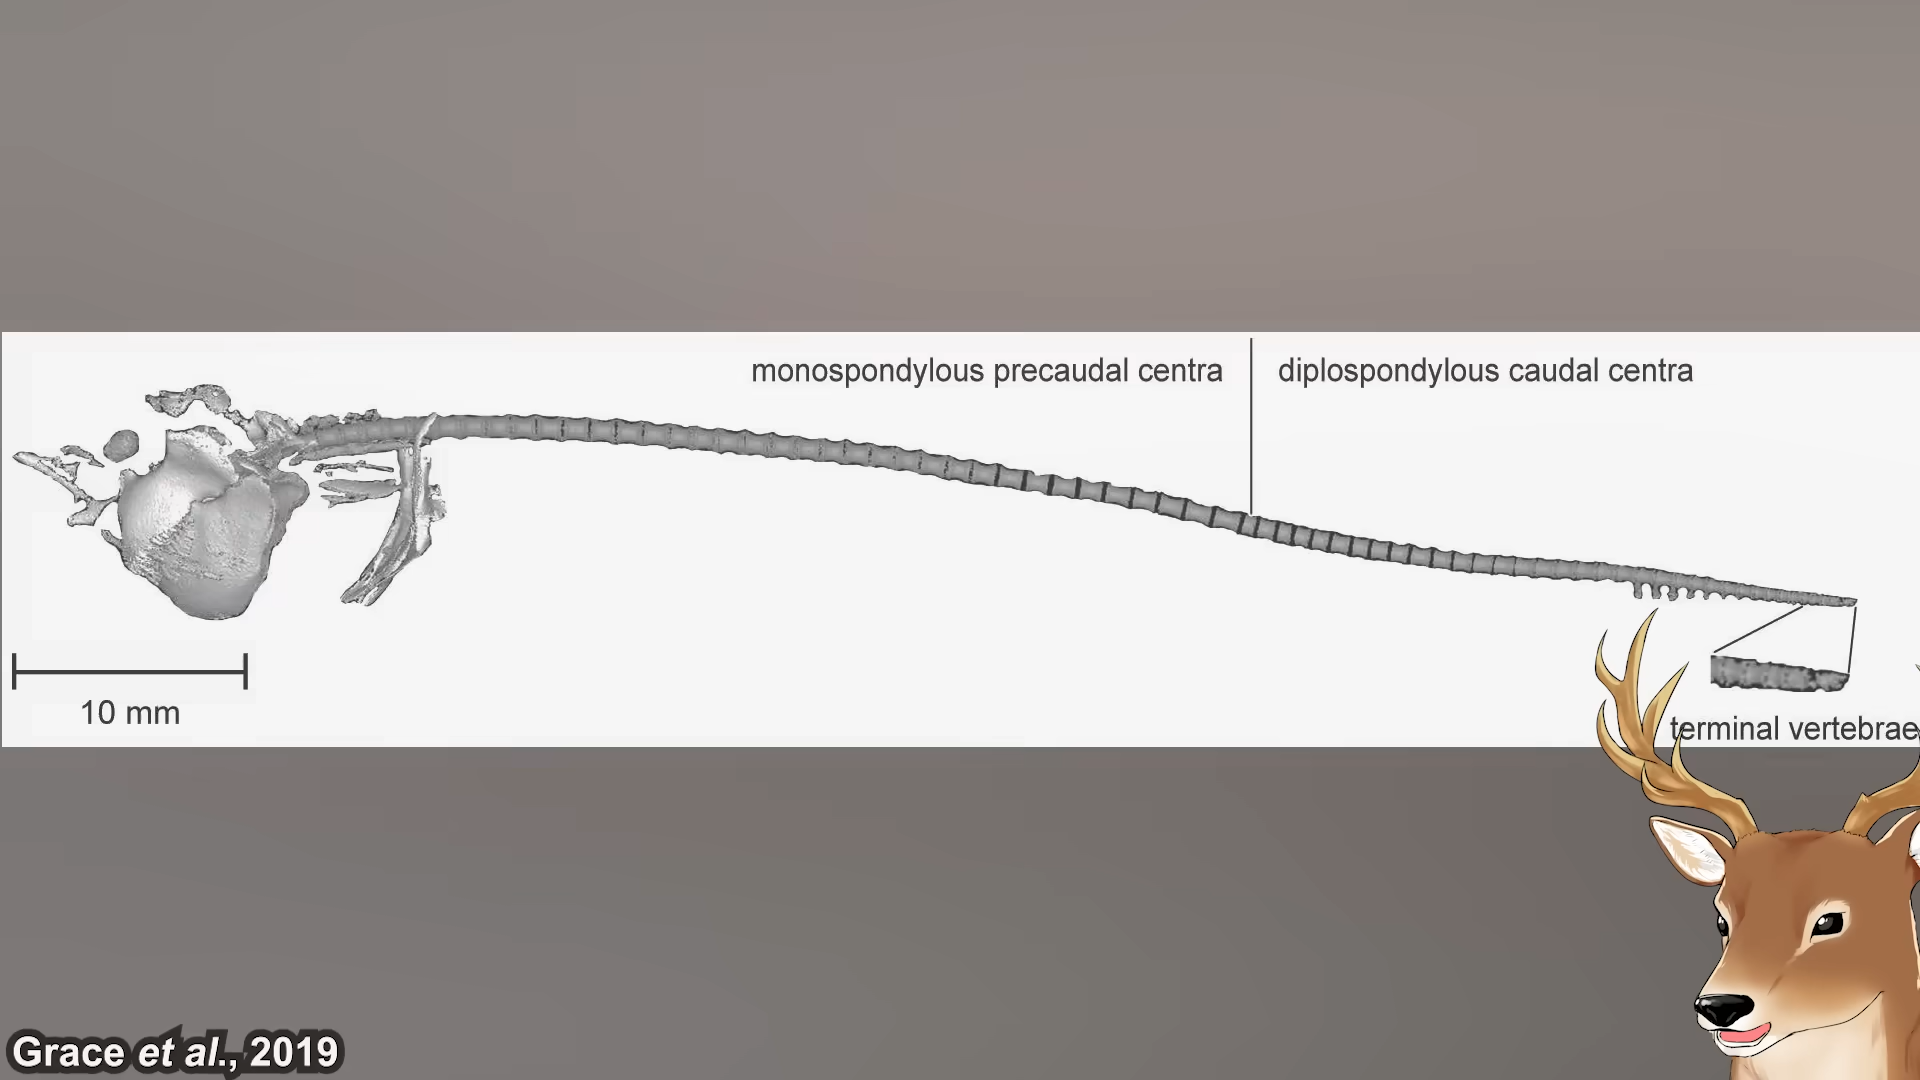 monospondylous precaudal centra
diplospondylous caudal centra
10 mm
terminal vertebrae
Grace et al., 2019